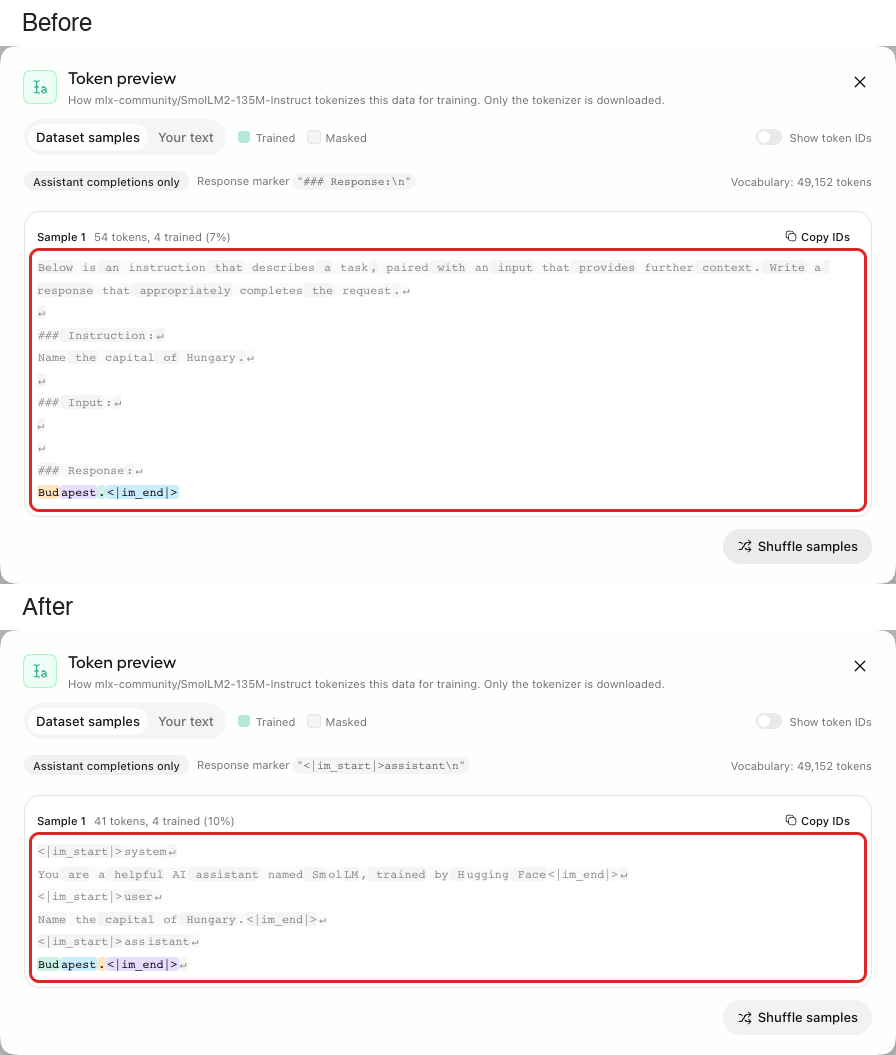 Before
Token preview
How mlx-community/SmolLM2-135M-Instruct tokenizes this data for training. Only the tokenizer is downloaded.
Dataset samples Your text Trained Masked Show token IDs
Assistant completions only Response marker "### Response:\n" Vocabulary: 49,152 tokens
Sample 1 54 tokens, 4 trained (7%) Copy IDs
Below is an instruction that describes a task, paired with an input that provides further context. Write a
response that appropriately completes the request.↵
↵
### Instruction:↵
Name the capital of Hungary.↵
↵
### Input:↵
↵
↵
### Response:↵
Budapest.<|im_end|>
Shuffle samples
After
Token preview
How mlx-community/SmolLM2-135M-Instruct tokenizes this data for training. Only the tokenizer is downloaded.
Dataset samples Your text Trained Masked Show token IDs
Assistant completions only Response marker "<|im_start|>assistant\n" Vocabulary: 49,152 tokens
Sample 1 41 tokens, 4 trained (10%) Copy IDs
<|im_start|>system↵
You are a helpful AI assistant named SmolLM, trained by Hugging Face<|im_end|>↵
<|im_start|>user↵
Name the capital of Hungary.<|im_end|>↵
<|im_start|>assistant↵
Budapest.<|im_end|>↵
Shuffle samples